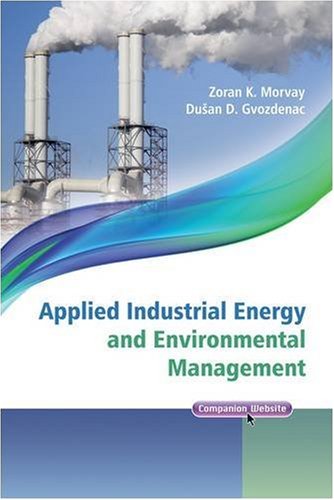 Zoran K. Morvay
Dušan D. Gvozdenac
Applied Industrial Energy
and Environmental
Management
Companion Website